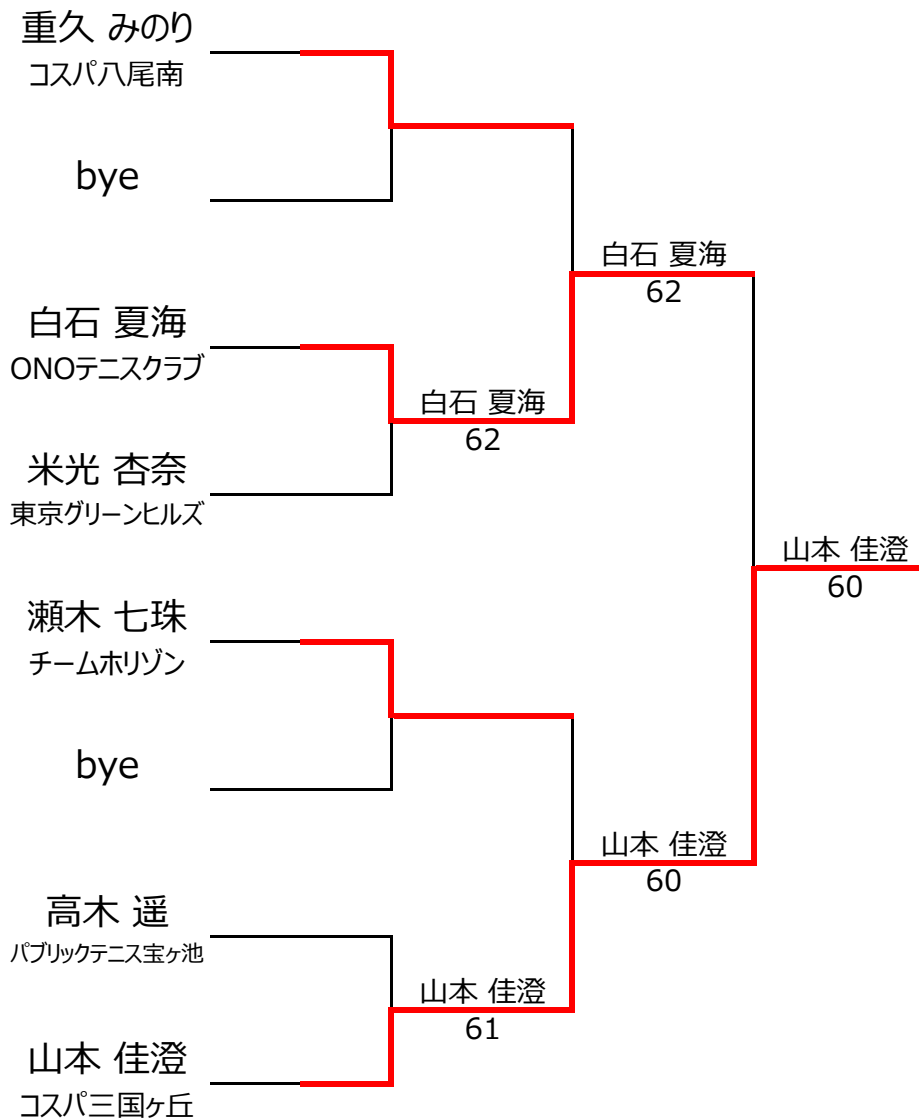 重久 みのり
コスパ八尾南
bye
白石 夏海
ONOテニスクラブ
米光 杏奈
東京グリーンヒルズ
瀬木 七珠
チームホリゾン
bye
高木 遥
パブリックテニス宝ヶ池
山本 佳澄
コスパ三国ヶ丘
白石 夏海
62
山本 佳澄
61
白石 夏海
62
山本 佳澄
60
山本 佳澄
60